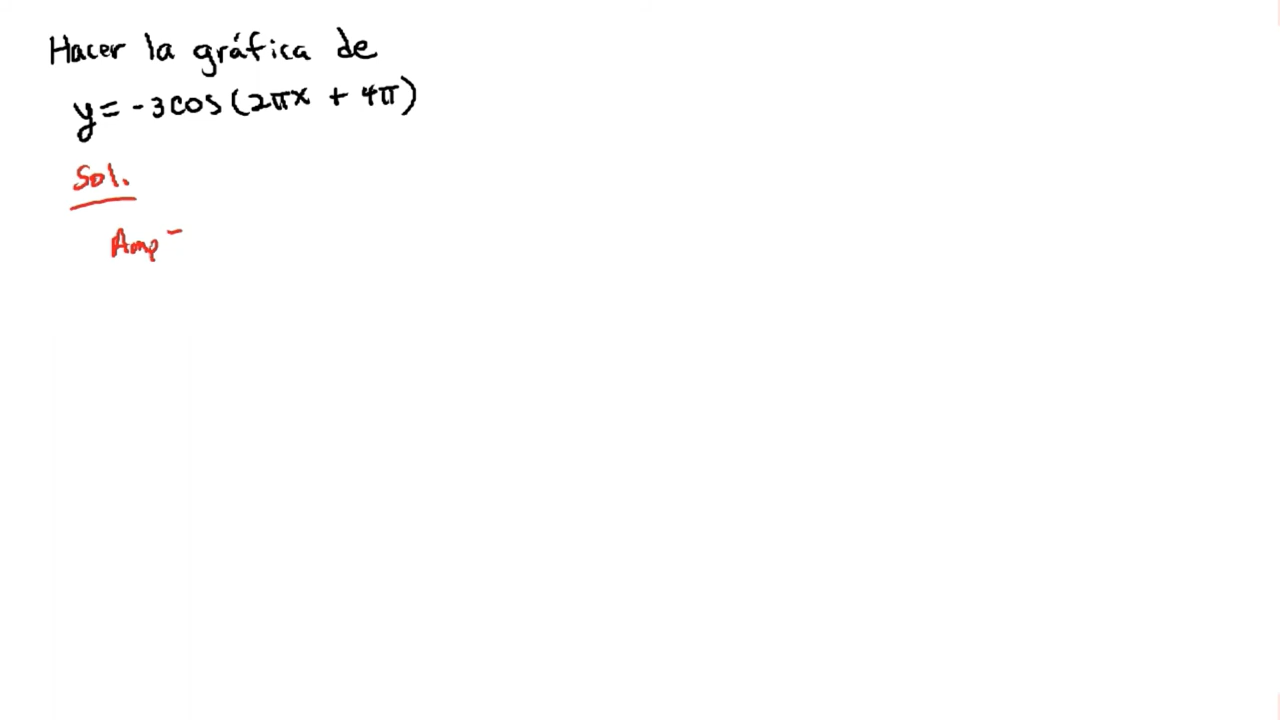 Hacer la gráfica de
y = -3cos(2πx + 4π)
Sol.
Amp -